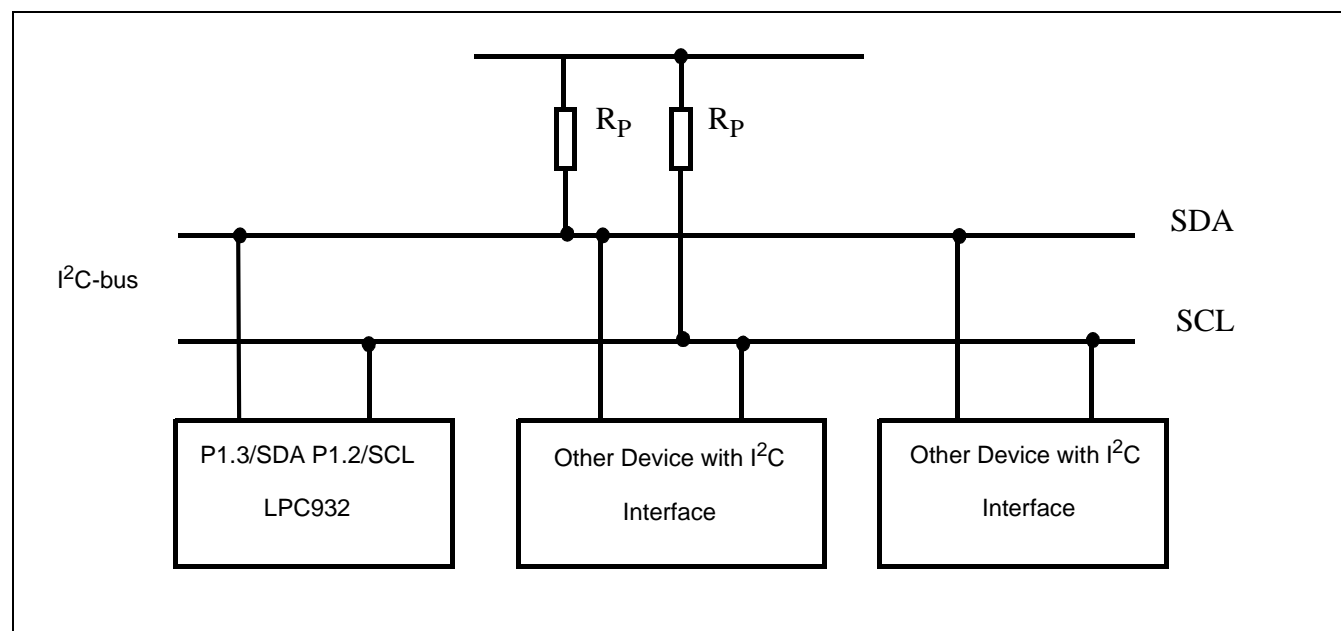 R_P R_P
SDA
I²C-bus
SCL
P1.3/SDA P1.2/SCL
LPC932
Other Device with I²C
Interface
Other Device with I²C
Interface